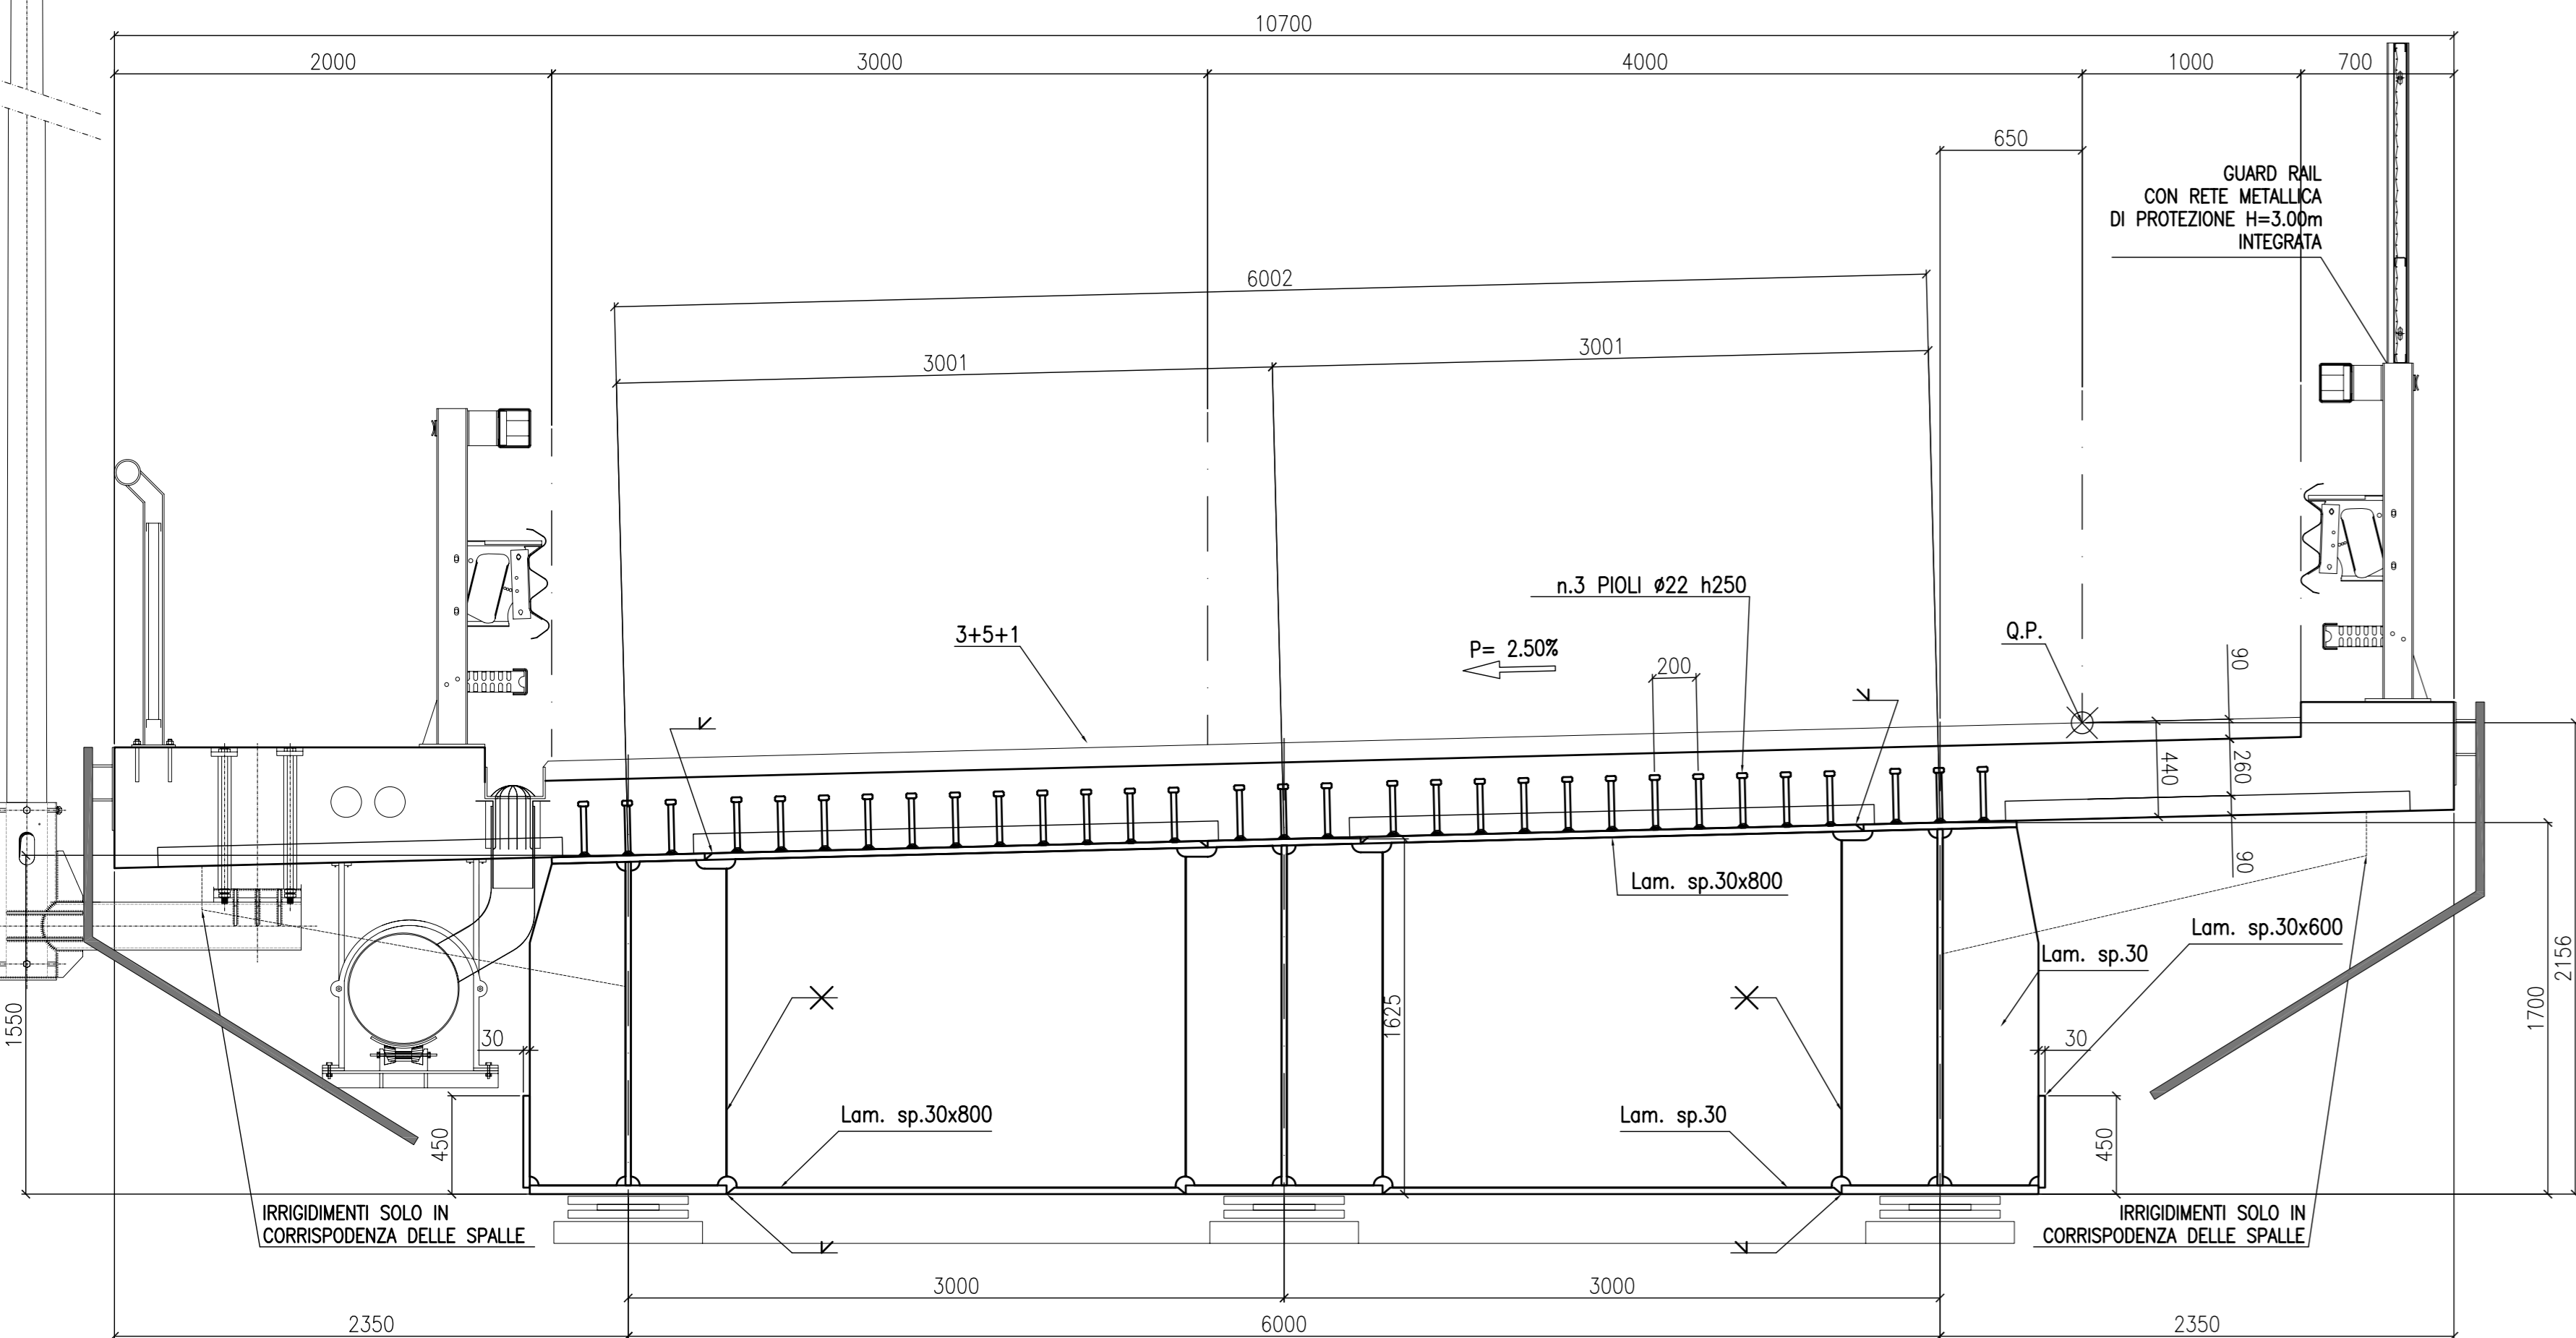 10700
2000
3000
4000
1000
700
650
GUARD RAIL
CON RETE METALLICA
DI PROTEZIONE H=3.00m
INTEGRATA
6002
3001
3001
n.3 PIOLI ø22 h250
3+5+1
P= 2.50%
200
Q.P.
90
440
260
90
Lam. sp.30x800
Lam. sp.30x600
Lam. sp.30
2156
1700
1550
1625
30
30
450
450
Lam. sp.30x800
Lam. sp.30
IRRIGIDIMENTI SOLO IN
CORRISPODENZA DELLE SPALLE
IRRIGIDIMENTI SOLO IN
CORRISPODENZA DELLE SPALLE
3000
3000
2350
6000
2350